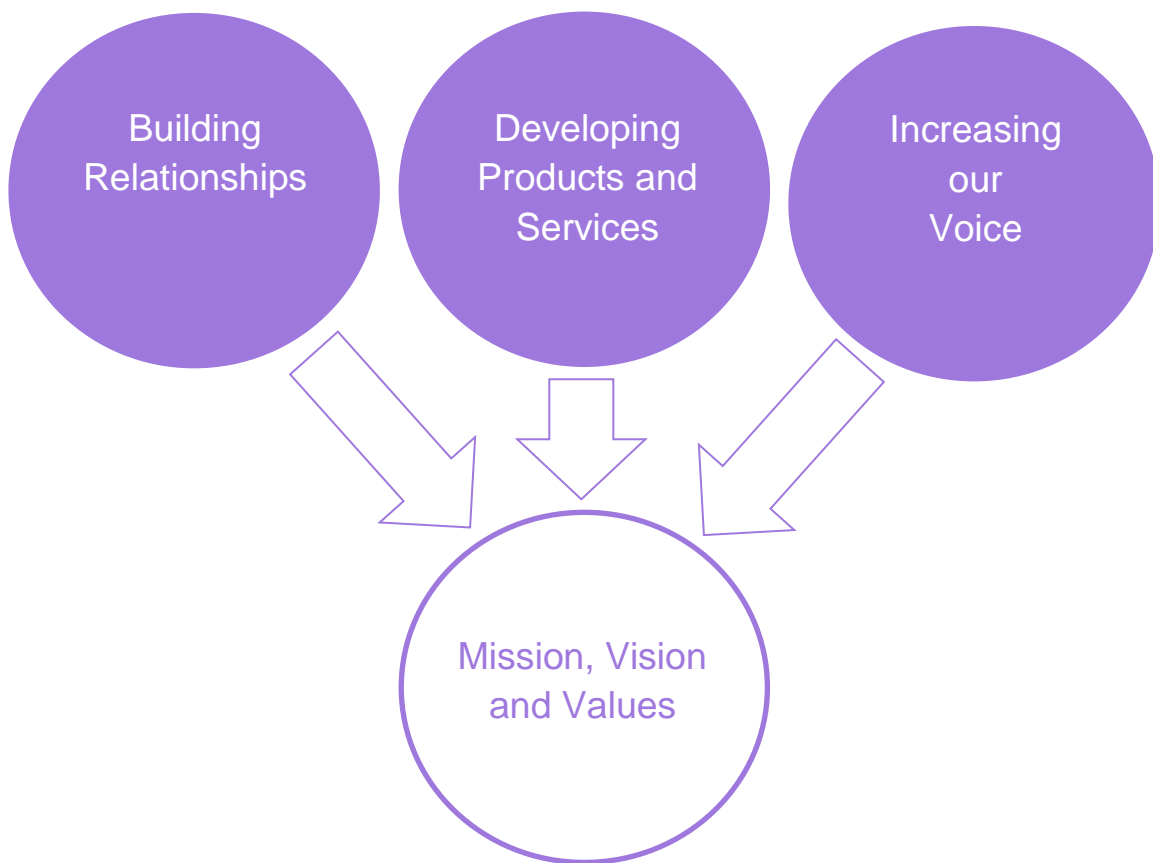 Building
Relationships
Developing
Products and
Services
Increasing
our
Voice
Mission, Vision
and Values